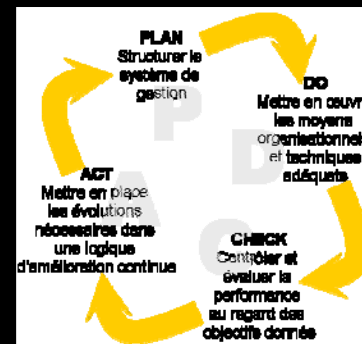 PLAN
Structurer le
système de
gestion
DO
Mettre en œuvr
les moyens
organisationnel
et techniques
adéquats
CHECK
Contrôler et
évaluer la
performance
au regard des
objectifs donnés
ACT
Mettre en place
les évolutions
nécessaires dans
une logique
d'amélioration continue
P
D
C
A